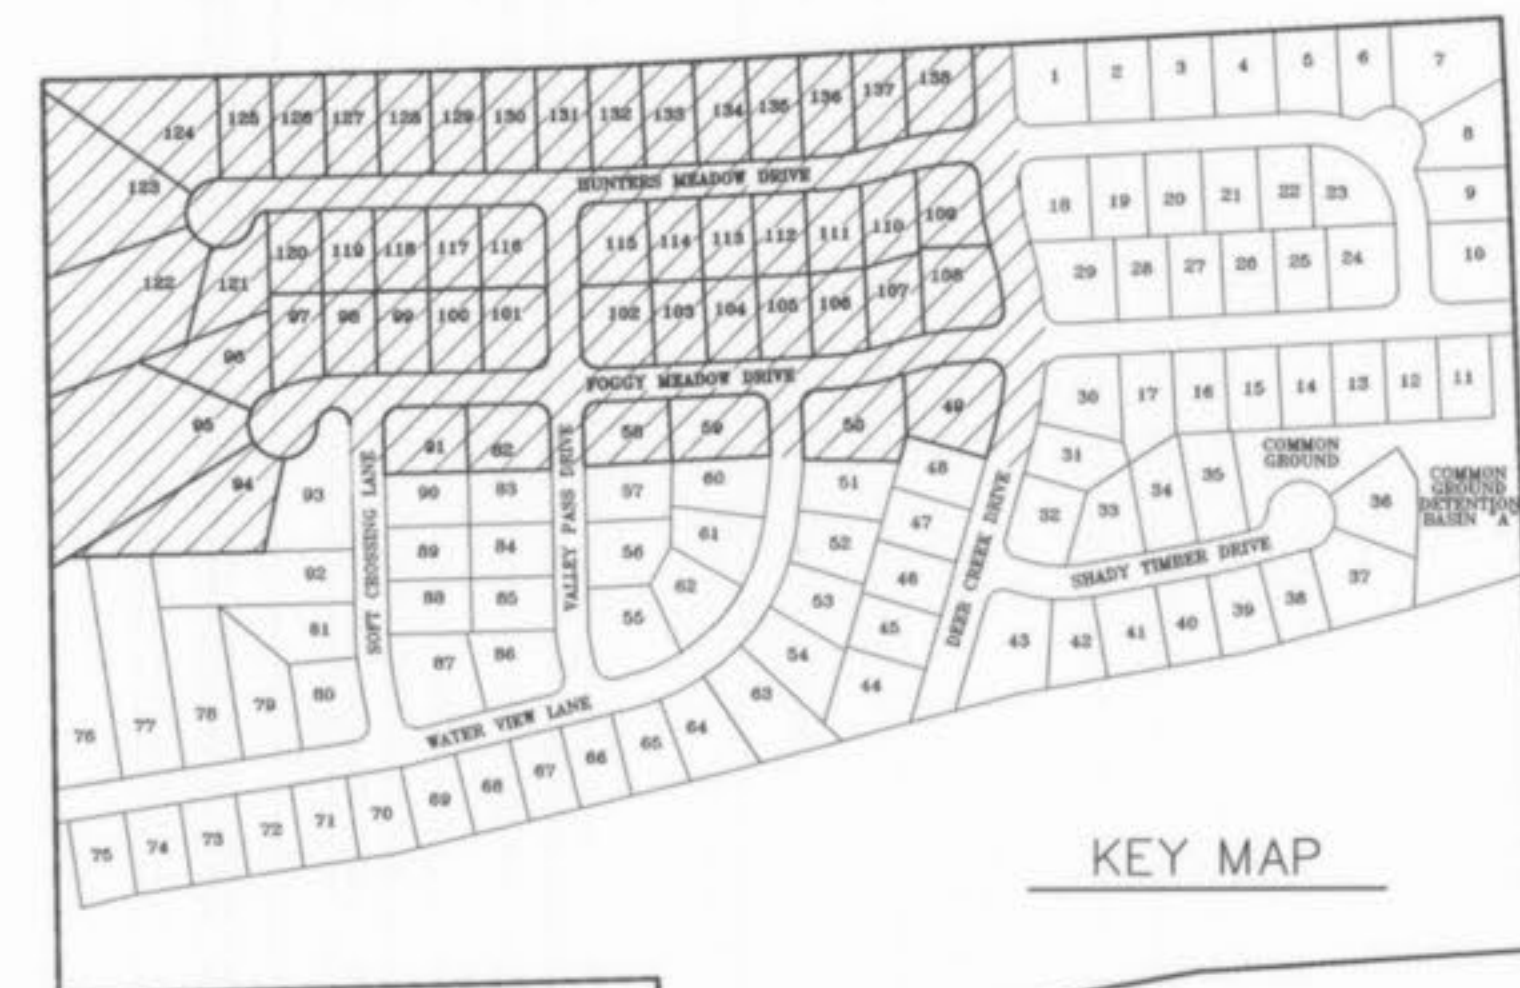 1 2 3 4 5 6 7
124 125 126 127 128 129 130 131 132 133 134 135 136 137 138
8
123
HUNTERS MEADOW DRIVE
9
18 19 20 21 22 23
120 119 118 117 116 115 114 113 112 111 110 109
10
122 121
29 28 27 26 25 24
97 98 99 100 101 102 103 104 105 106 107 108
96
FOGGY MEADOW DRIVE
30 17 16 15 14 13 12 11
95
91 82 58 59 50 49
COMMON
GROUND
31
94 93
90 83 57 60 51 48
34 35
COMMON
GROUND
DETENTION
BASIN "A"
36
32 33
SOFT CROSSING LANE
VALLEY PASS DRIVE
DEER CREEK DRIVE
89 84 56 61 52 47
SHADY TIMBER DRIVE
92
88 85 62 46
37
81
55 53 45
43 42 41 40 39 38
87 86 54 44
76 77 78 79 80
WATER VIEW LANE
63
75 74 73 72 71 70 69 68 67 66 65 64
KEY MAP